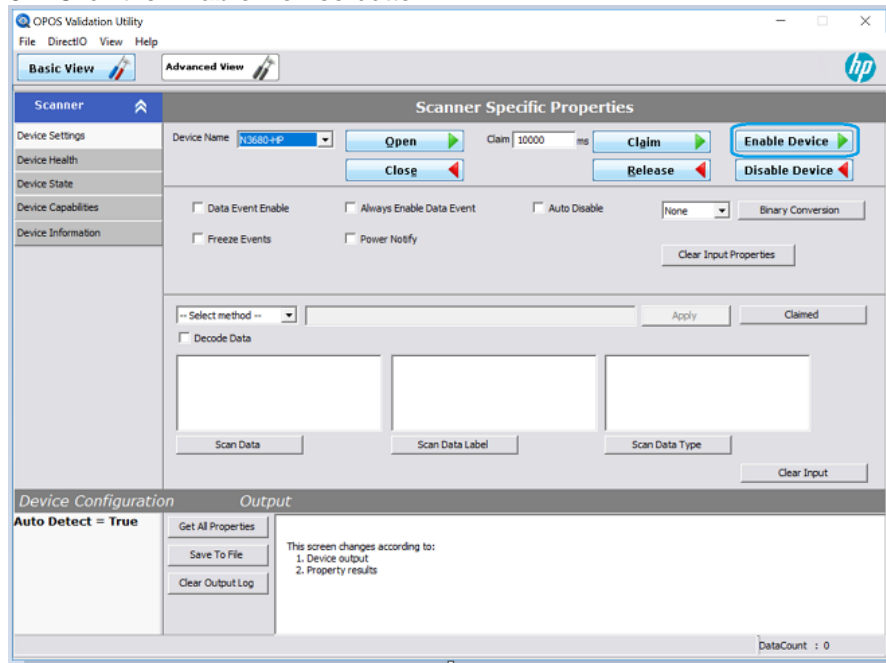 OPOS Validation Utility
File DirectIO View Help
Basic View
Advanced View
hp
Scanner
Scanner Specific Properties
Device Settings
Device Health
Device State
Device Capabilities
Device Information
Device Name N3680-HP Open Claim 10000 ms Claim Enable Device
Close Release Disable Device
Data Event Enable Always Enable Data Event Auto Disable None Binary Conversion
Freeze Events Power Notify
Clear Input Properties
-- Select method -- Apply Claimed
Decode Data
Scan Data Scan Data Label Scan Data Type
Clear Input
Device Configuration Output
Auto Detect = True
Get All Properties
Save To File
Clear Output Log
This screen changes according to:
1. Device output
2. Property results
DataCount : 0